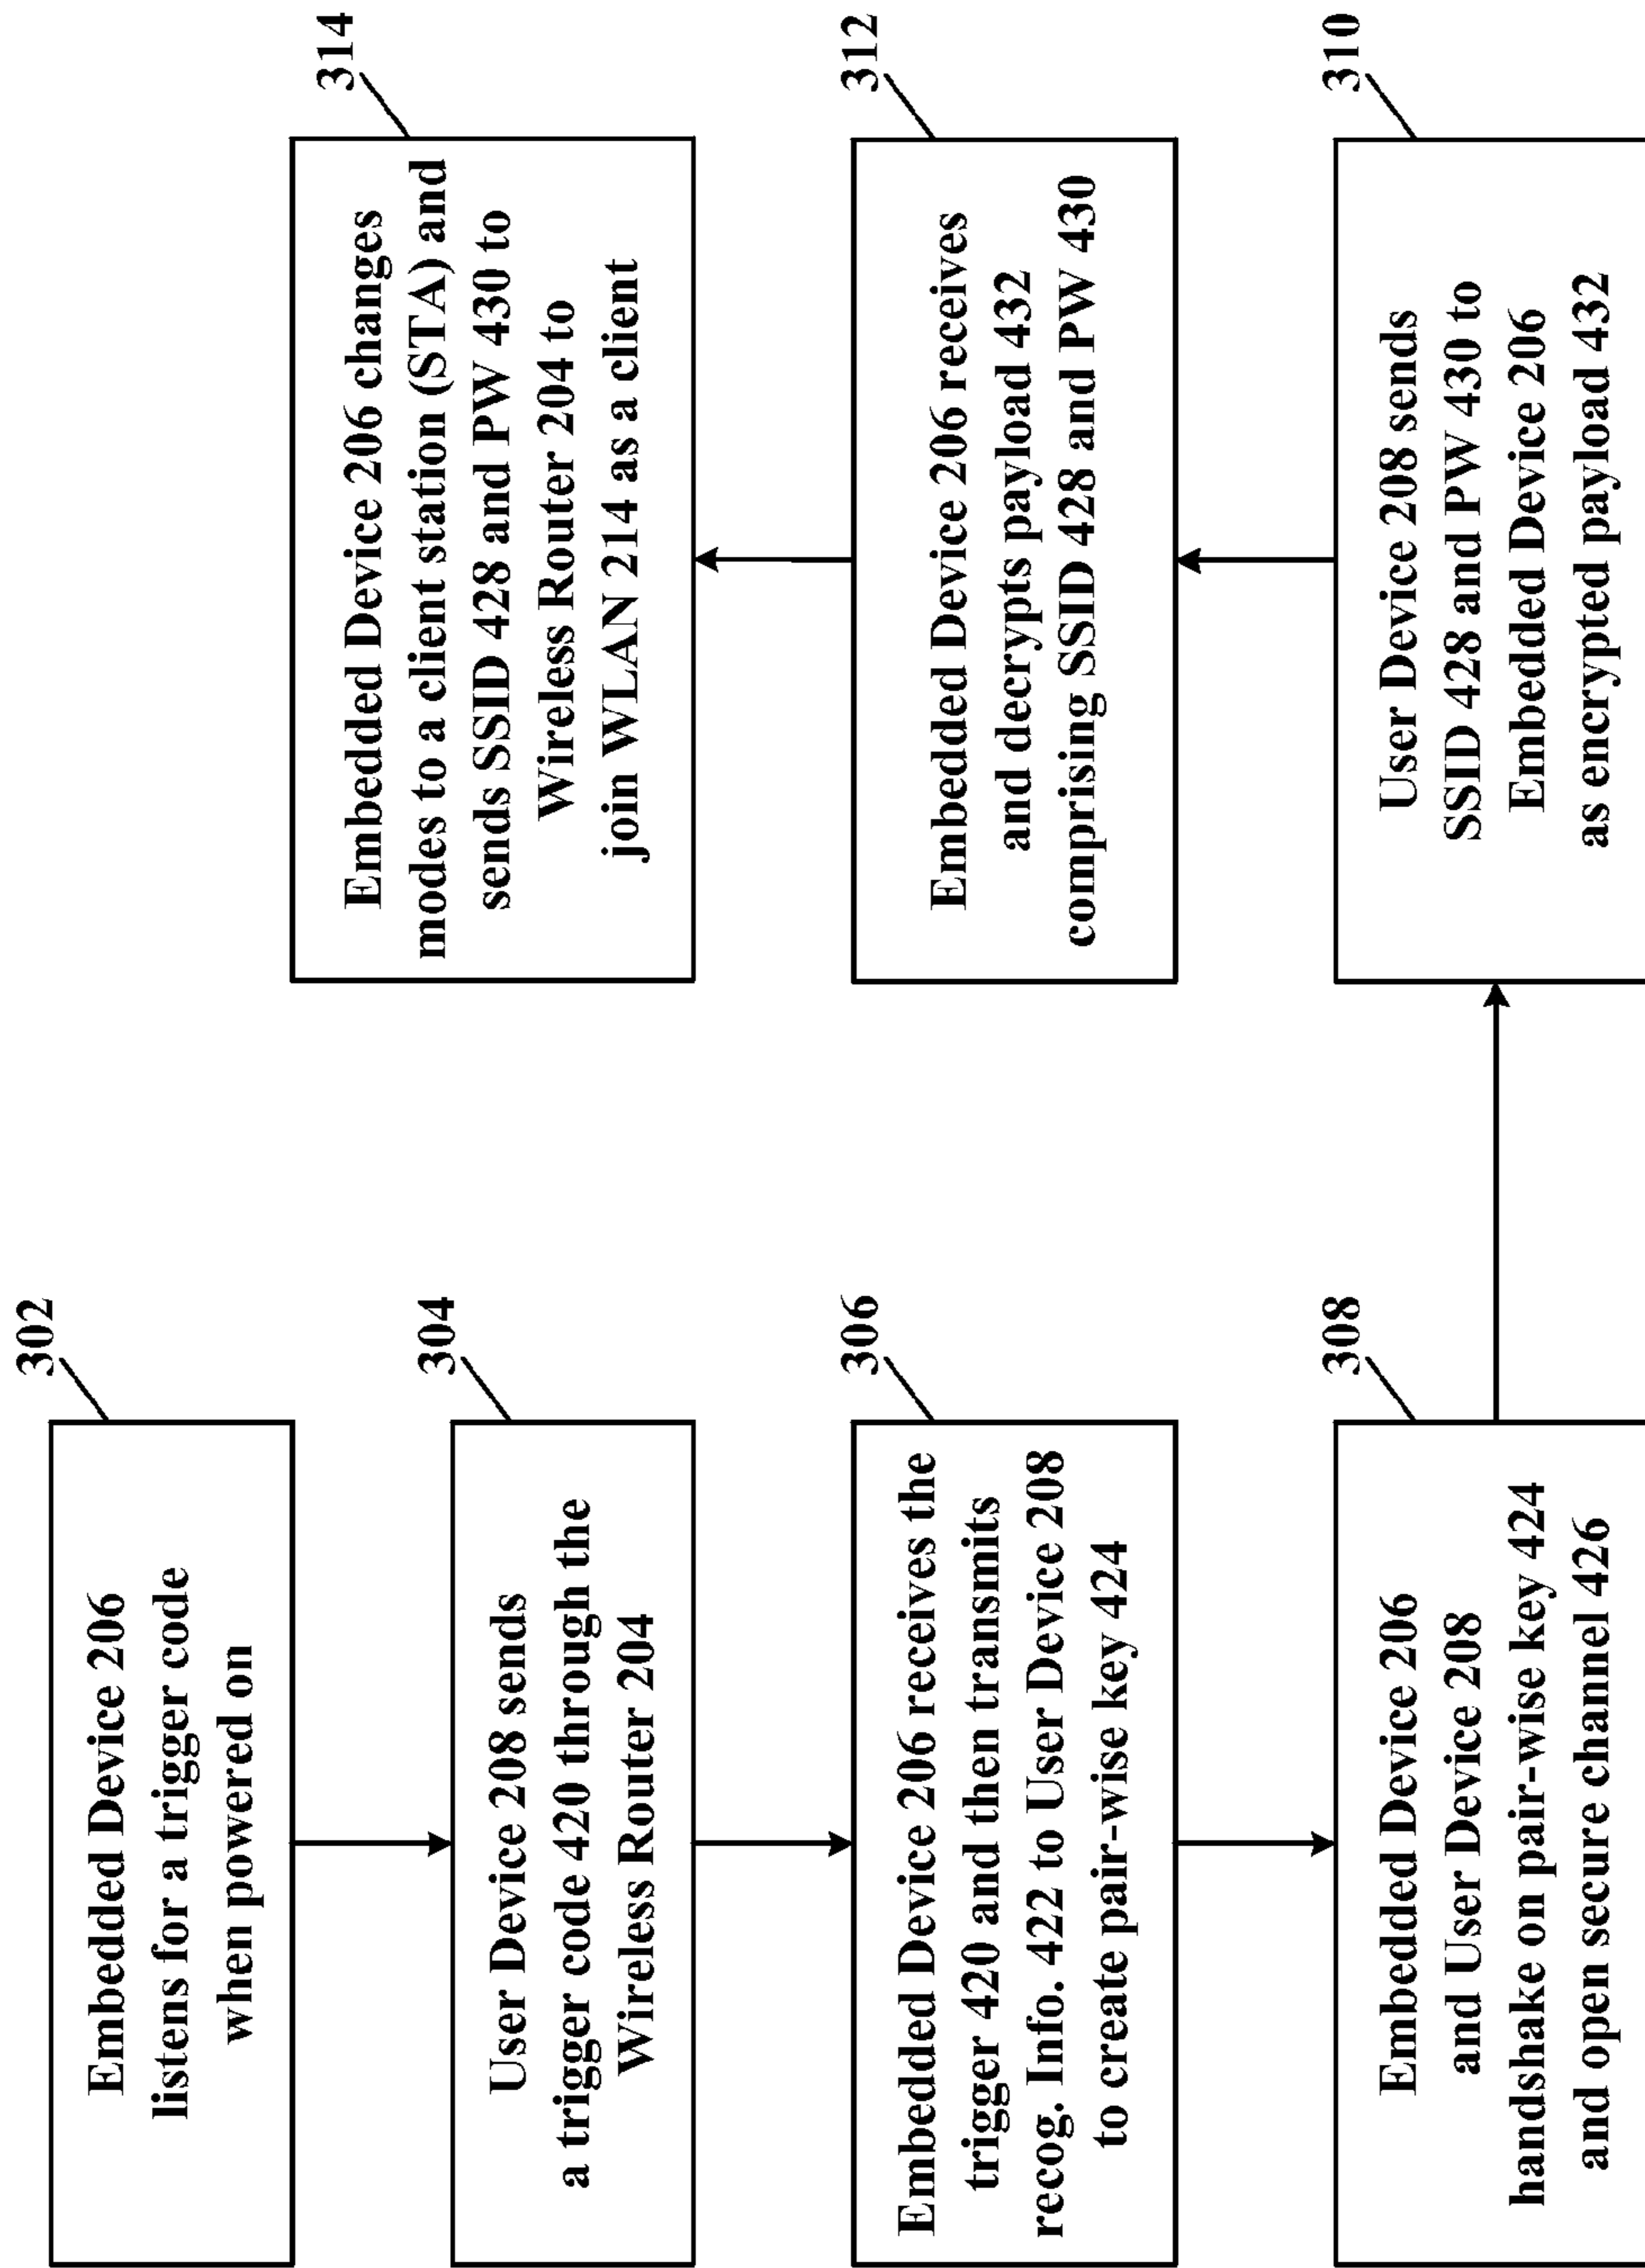 302
Embedded Device 206
listens for a trigger code
when powered on
304
User Device 208 sends
a trigger code 420 through the
Wireless Router 204
306
Embedded Device 206 receives the
trigger 420 and then transmits
recog. Info. 422 to User Device 208
to create pair-wise key 424
308
Embedded Device 206
and User Device 208
handshake on pair-wise key 424
and open secure channel 426
310
User Device 208 sends
SSID 428 and PW 430 to
Embedded Device 206
as encrypted payload 432
312
Embedded Device 206 receives
and decrypts payload 432
comprising SSID 428 and PW 430
314
Embedded Device 206 changes
modes to a client station (STA) and
sends SSID 428 and PW 430 to
Wireless Router 204 to
join WLAN 214 as a client